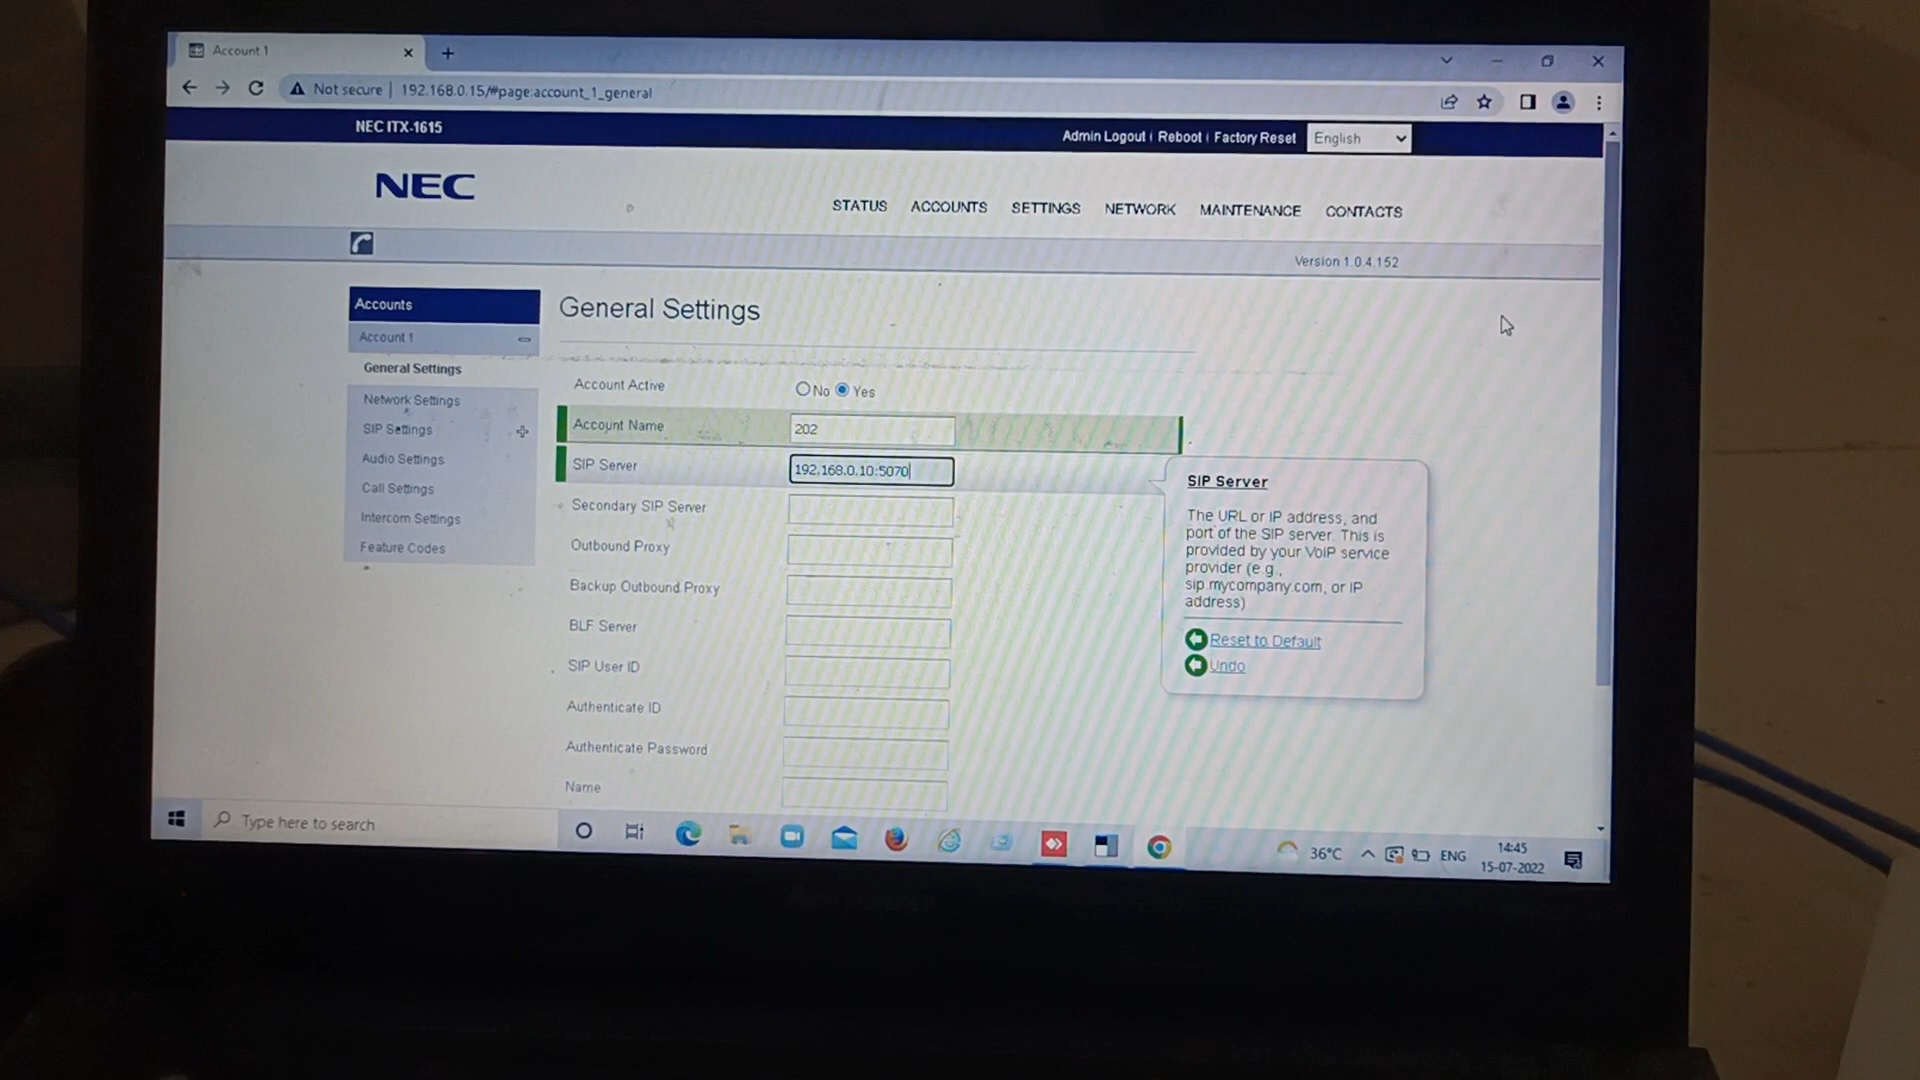 Account 1
Not secure | 192.168.0.15/#page:account_1_general
NEC ITX-1615
Admin Logout | Reboot | Factory Reset
English
NEC
STATUS ACCOUNTS SETTINGS NETWORK MAINTENANCE CONTACTS
Version 1.0.4.152
Accounts
Account 1
General Settings
Network Settings
SIP Settings
Audio Settings
Call Settings
Intercom Settings
Feature Codes
General Settings
Account Active No Yes
Account Name 202
SIP Server 192.168.0.10:5070
Secondary SIP Server
Outbound Proxy
Backup Outbound Proxy
BLF Server
SIP User ID
Authenticate ID
Authenticate Password
Name
SIP Server
The URL or IP address, and
port of the SIP server. This is
provided by your VoIP service
provider (e.g.,
sip.mycompany.com, or IP
address)
Reset to Default
Undo
Type here to search
36°C
ENG
14:45
15-07-2022